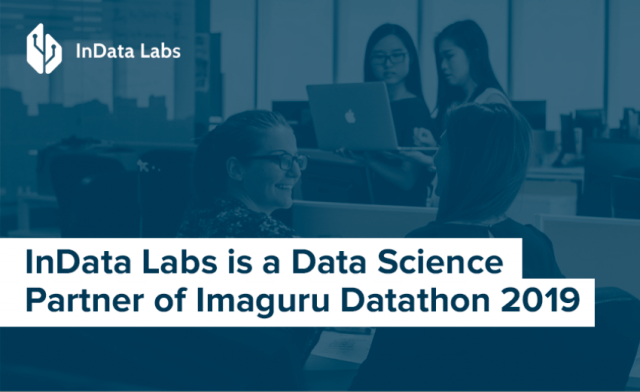 InData Labs
InData Labs is a Data Science
Partner of Imaguru Datathon 2019